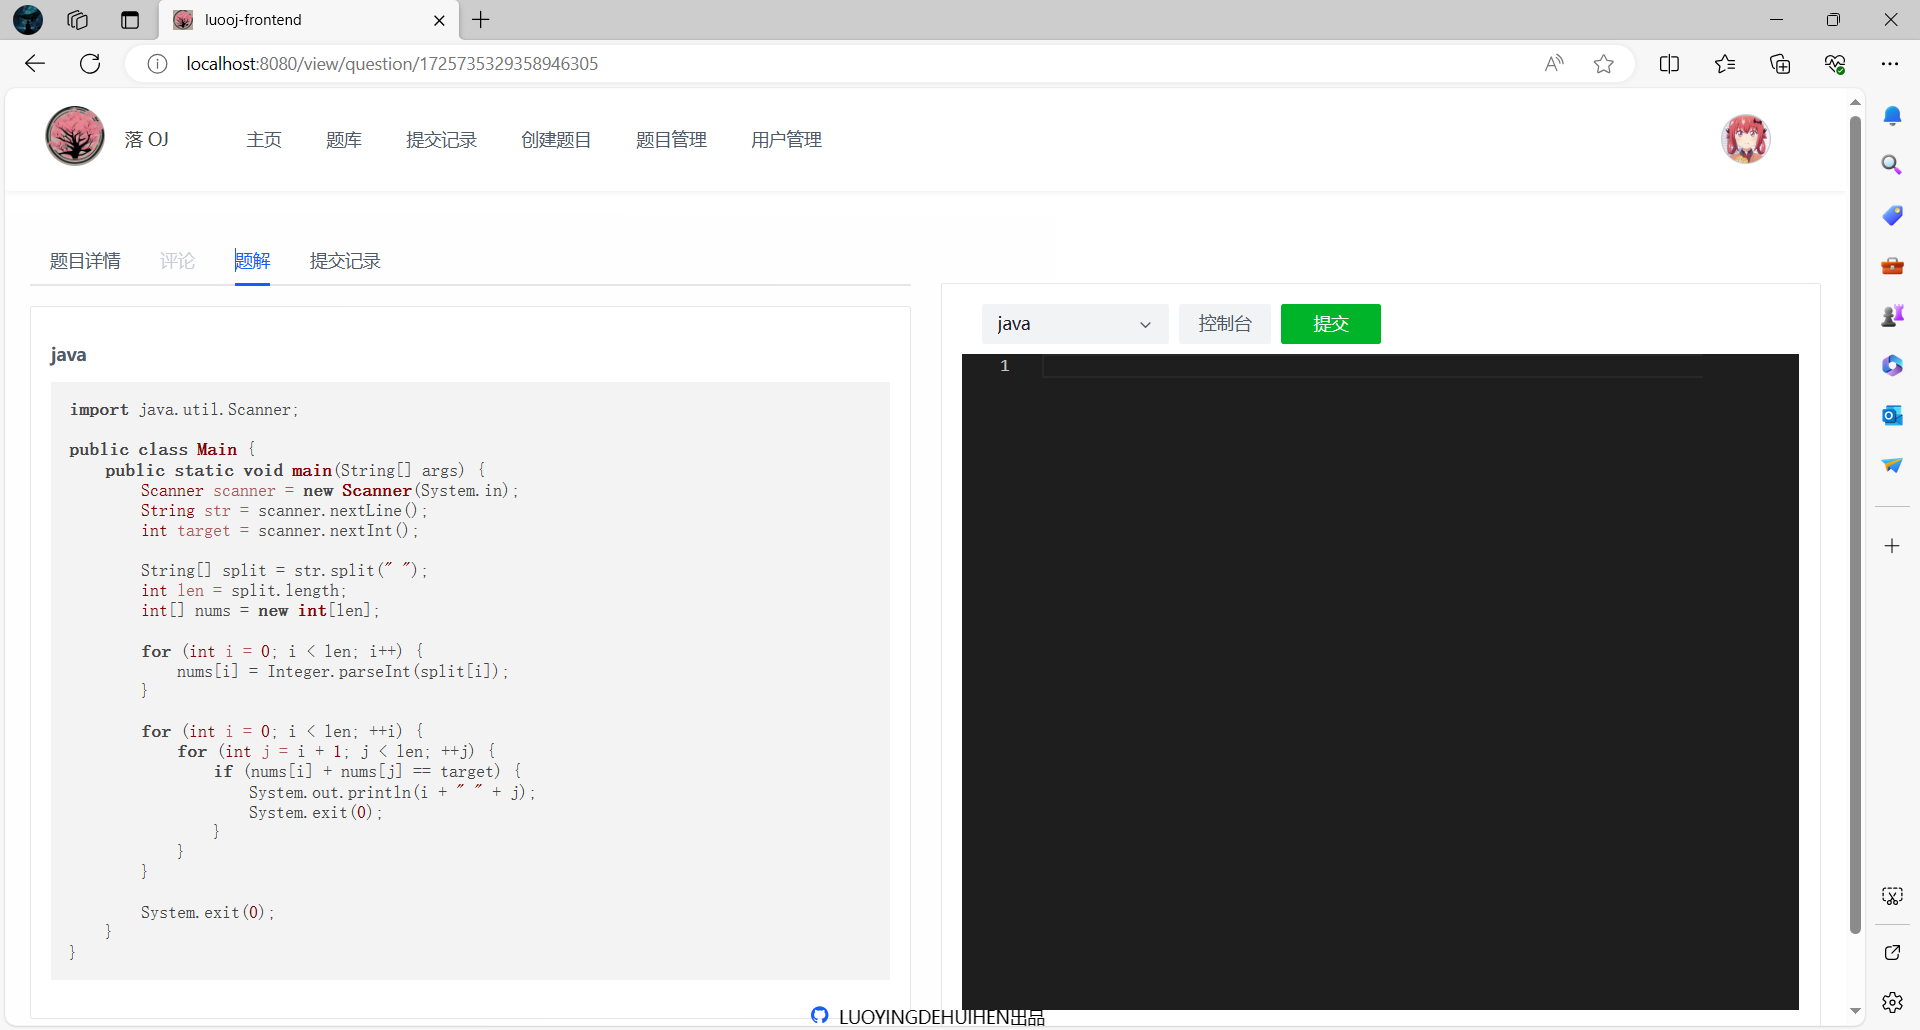 luooj-frontend
localhost:8080/view/question/1725735329358946305
落 OJ 主页 题库 提交记录 创建题目 题目管理 用户管理
题目详情 评论 题解 提交记录
java
import java.util.Scanner;
public class Main {
public static void main(String[] args) {
Scanner scanner = new Scanner(System.in);
String str = scanner.nextLine();
int target = scanner.nextInt();
String[] split = str.split(" ");
int len = split.length;
int[] nums = new int[len];
for (int i = 0; i < len; i++) {
nums[i] = Integer.parseInt(split[i]);
}
for (int i = 0; i < len; ++i) {
for (int j = i + 1; j < len; ++j) {
if (nums[i] + nums[j] == target) {
System.out.println(i + " " + j);
System.exit(0);
}
}
}
System.exit(0);
}
}
java 控制台 提交
1
LUOYINGDEHUIHEN出品